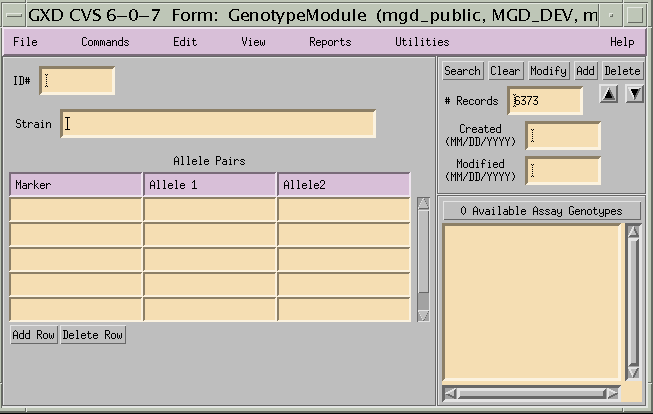 GXD CVS 6-0-7 Form: GenotypeModule (mgd_public, MGD_DEV, m
File Commands Edit View Reports Utilities Help
ID#
Strain
Allele Pairs
Marker Allele 1 Allele2
Add Row Delete Row
Search Clear Modify Add Delete
# Records 6373
Created
(MM/DD/YYYY)
Modified
(MM/DD/YYYY)
0 Available Assay Genotypes